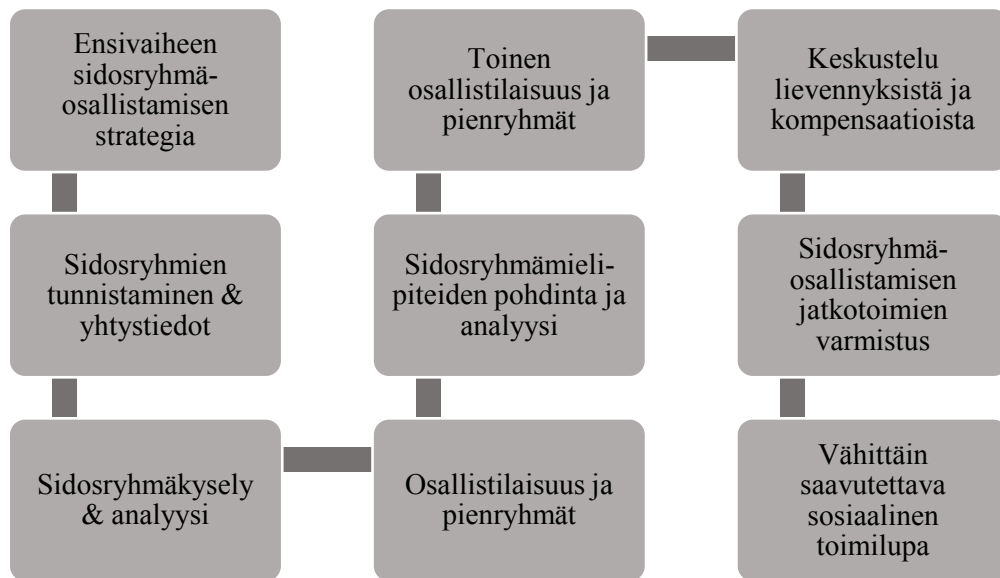 Ensivaiheen
sidosryhmä-
osallistamisen
strategia
Sidosryhmien
tunnistaminen &
yhtystiedot
Sidosryhmäkysely
& analyysi
Osallistilaisuus ja
pienryhmät
Sidosryhmämieli-
piteiden pohdinta ja
analyysi
Toinen
osallistilaisuus ja
pienryhmät
Keskustelu
lievennyksistä ja
kompensaatioista
Sidosryhmä-
osallistamisen
jatkotoimien
varmistus
Vähittäin
saavutettava
sosiaalinen
toimilupa